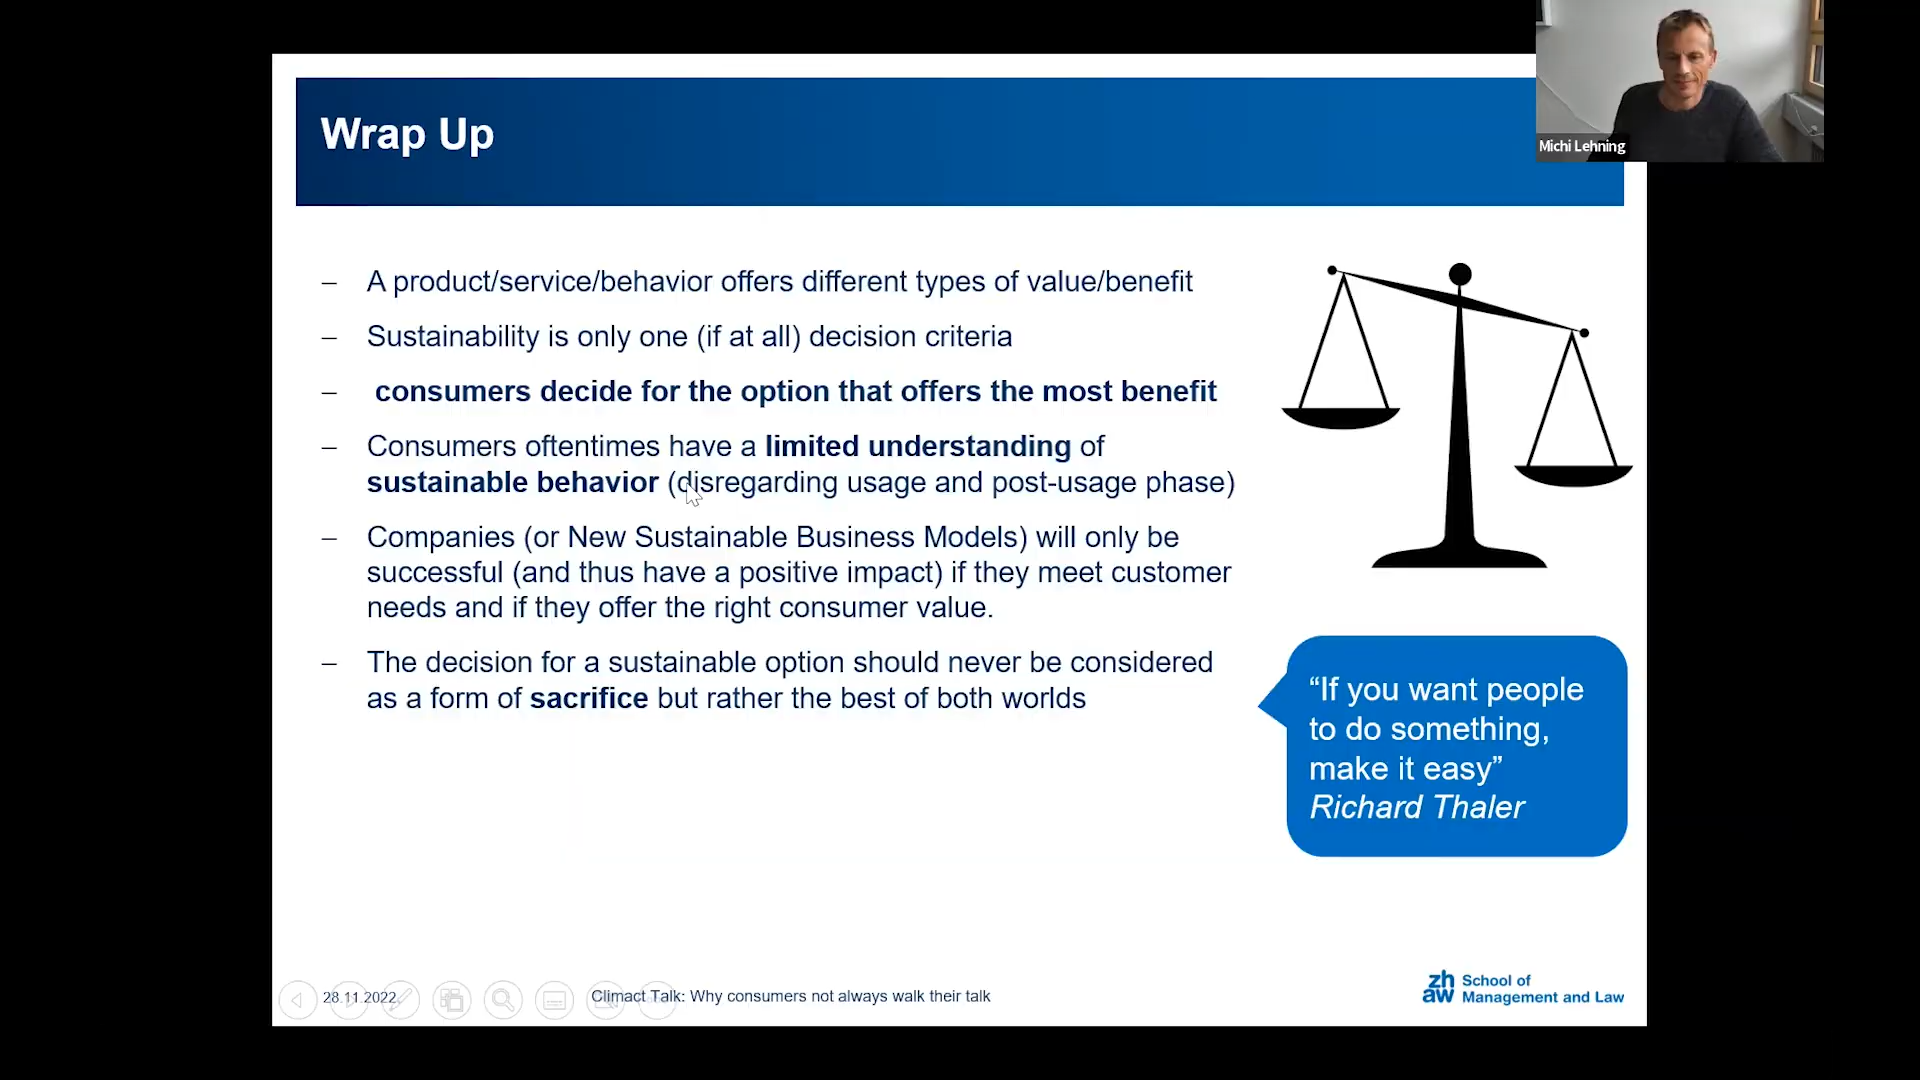 Wrap Up
Michi Lehning
– A product/service/behavior offers different types of value/benefit
– Sustainability is only one (if at all) decision criteria
– consumers decide for the option that offers the most benefit
– Consumers oftentimes have a limited understanding of
sustainable behavior (disregarding usage and post-usage phase)
– Companies (or New Sustainable Business Models) will only be
successful (and thus have a positive impact) if they meet customer
needs and if they offer the right consumer value.
– The decision for a sustainable option should never be considered
as a form of sacrifice but rather the best of both worlds
“If you want people
to do something,
make it easy”
Richard Thaler
28.11.2022
Climact Talk: Why consumers not always walk their talk
zh
aw
School of
Management and Law